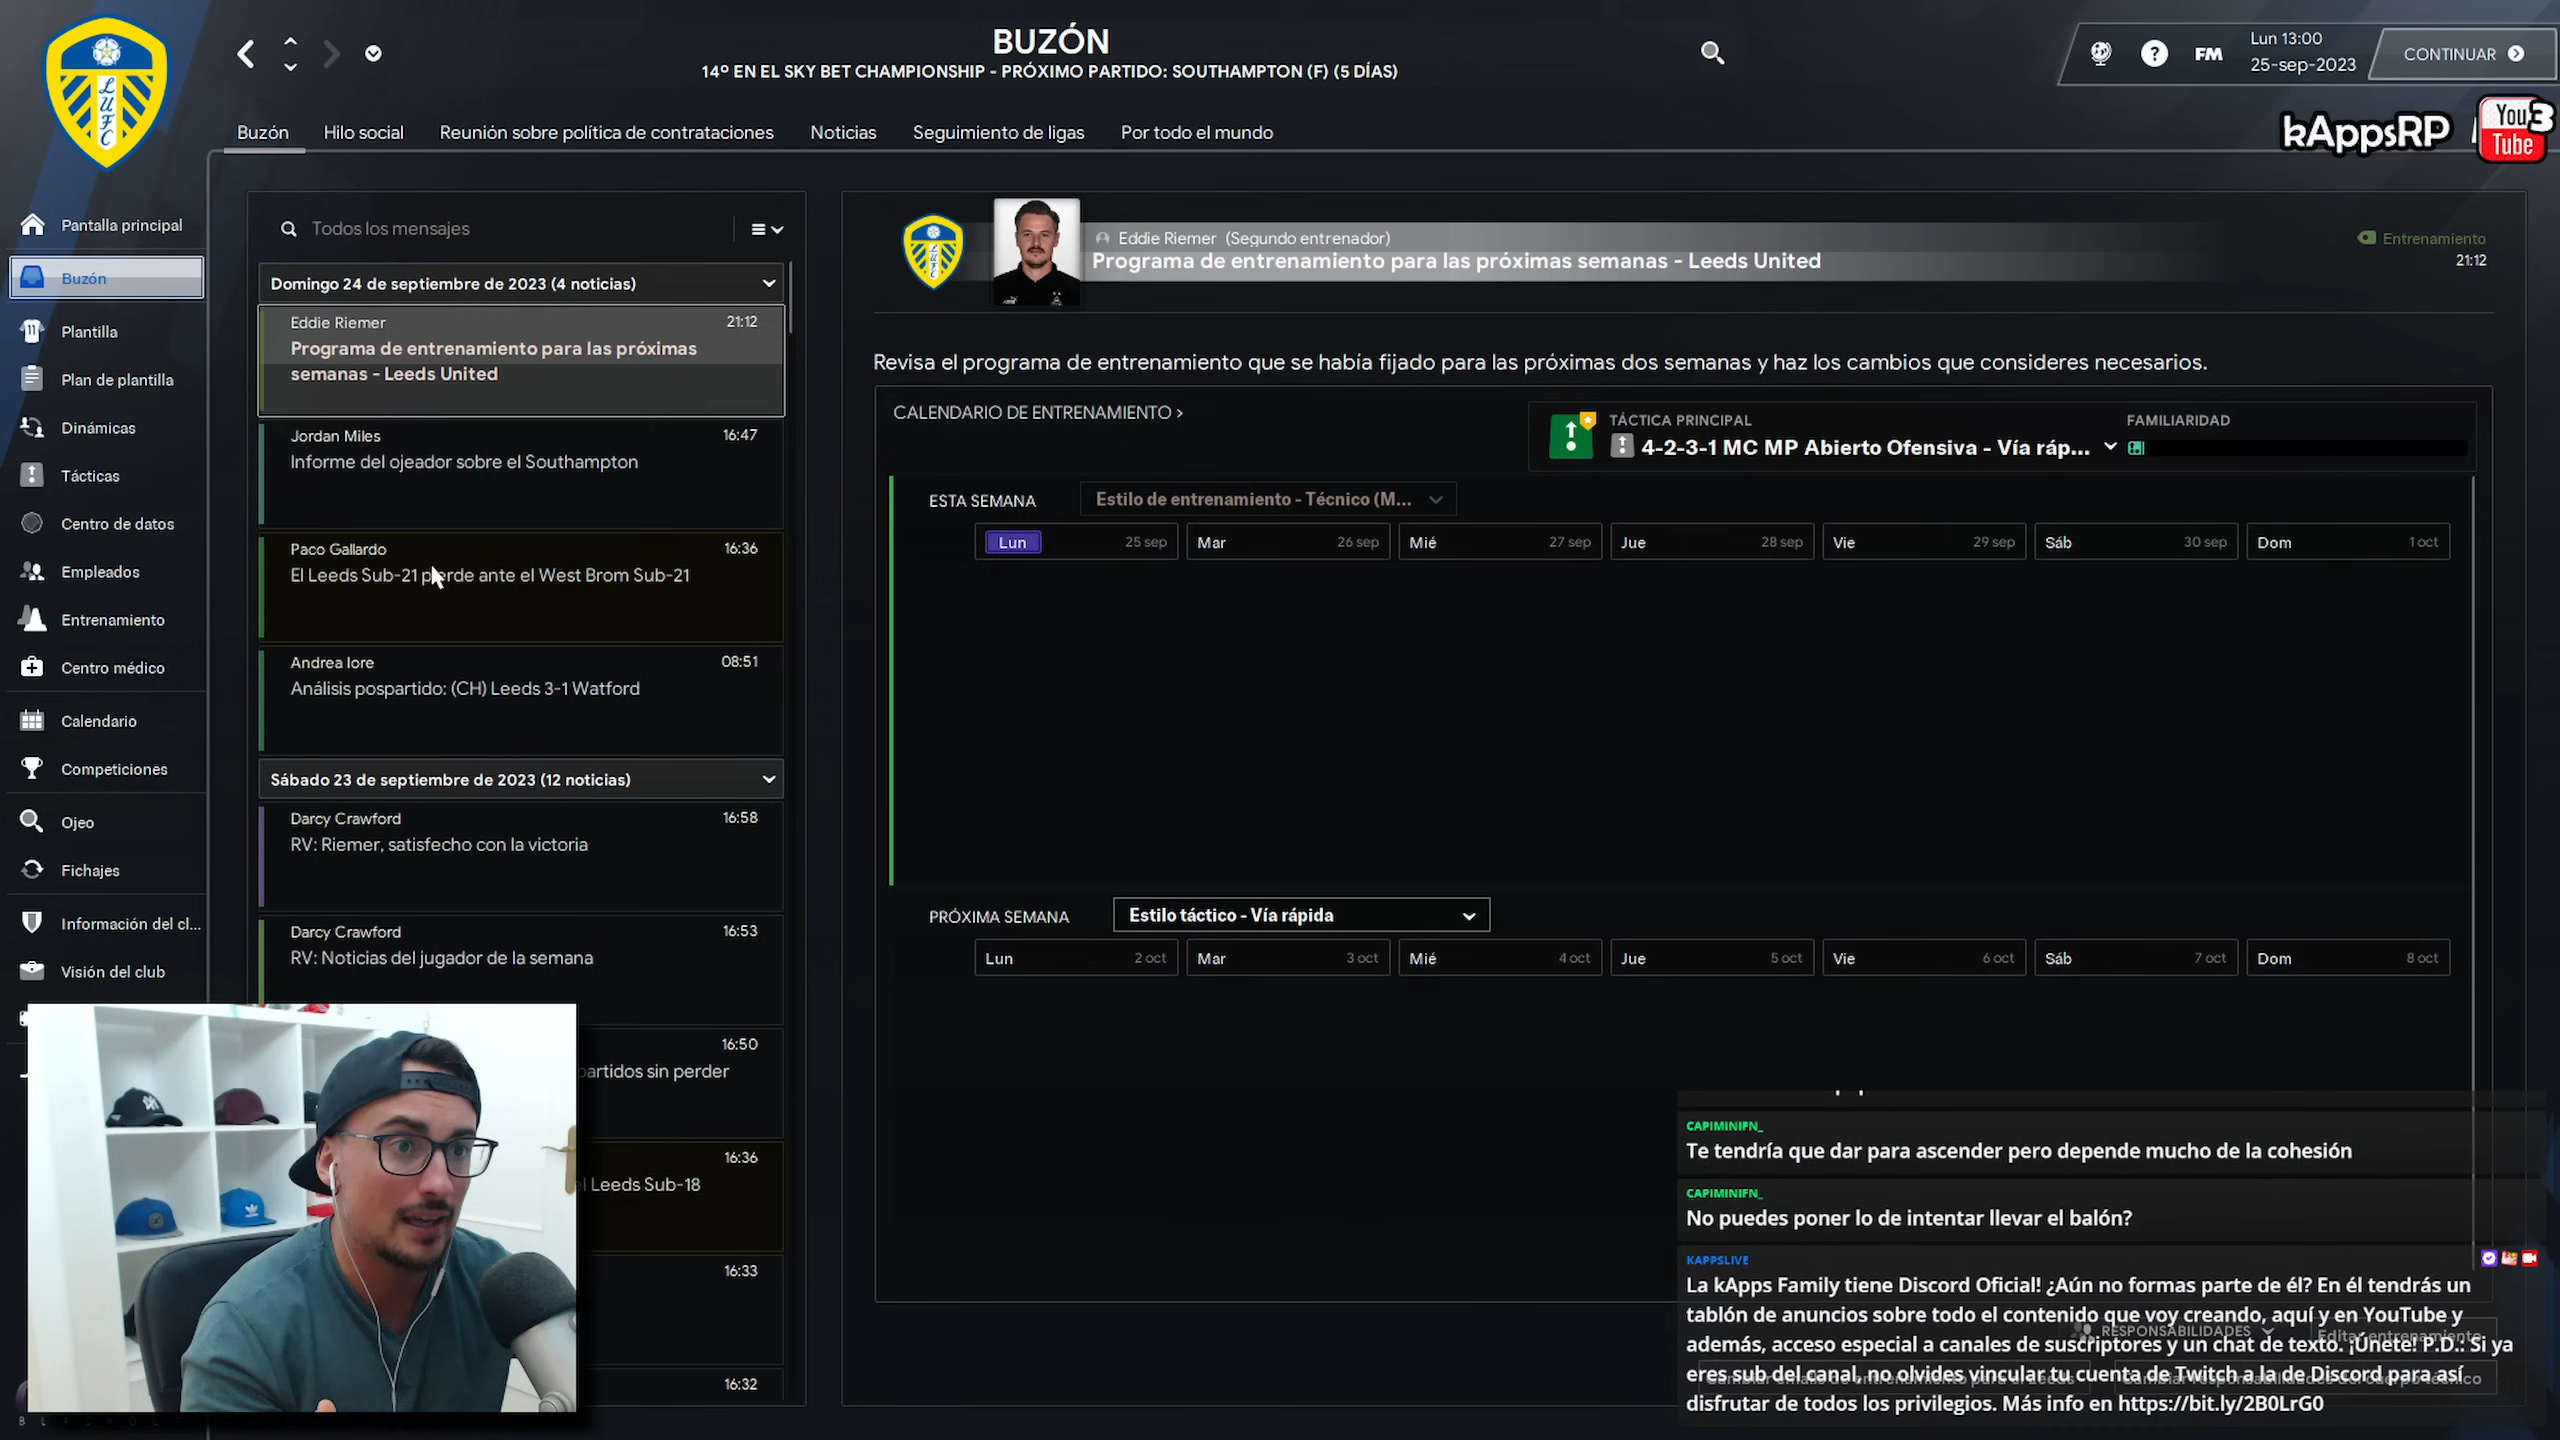 BUZÓN
14º EN EL SKY BET CHAMPIONSHIP - PRÓXIMO PARTIDO: SOUTHAMPTON (F) (5 DÍAS)
FM
Lun 13:00
25-sep-2023
CONTINUAR
LUFC
Buzón
Hilo social
Reunión sobre política de contrataciones
Noticias
Seguimiento de ligas
Por todo el mundo
kAppsRP
You
Tube
3
Pantalla principal
Buzón
Plantilla
Plan de plantilla
Dinámicas
Tácticas
Centro de datos
Empleados
Entrenamiento
Centro médico
Calendario
Competiciones
Ojeo
Fichajes
Información del cl...
Visión del club
Todos los mensajes
Domingo 24 de septiembre de 2023 (4 noticias)
Eddie Riemer 21:12
Programa de entrenamiento para las próximas
semanas - Leeds United
Jordan Miles 16:47
Informe del ojeador sobre el Southampton
Paco Gallardo 16:36
El Leeds Sub-21 pierde ante el West Brom Sub-21
Andrea Iore 08:51
Análisis pospartido: (CH) Leeds 3-1 Watford
Sábado 23 de septiembre de 2023 (12 noticias)
Darcy Crawford 16:58
RV: Riemer, satisfecho con la victoria
Darcy Crawford 16:53
RV: Noticias del jugador de la semana
16:50
partidos sin perder
16:36
el Leeds Sub-18
16:33
16:32
Eddie Riemer (Segundo entrenador)
Programa de entrenamiento para las próximas semanas - Leeds United
Entrenamiento
21:12
Revisa el programa de entrenamiento que se había fijado para las próximas dos semanas y haz los cambios que consideres necesarios.
CALENDARIO DE ENTRENAMIENTO >
TÁCTICA PRINCIPAL
4-2-3-1 MC MP Abierto Ofensiva - Vía ráp...
FAMILIARIDAD
ESTA SEMANA
Estilo de entrenamiento - Técnico (M...
Lun 25 sep Mar 26 sep Mié 27 sep Jue 28 sep Vie 29 sep Sáb 30 sep Dom 1 oct
PRÓXIMA SEMANA
Estilo táctico - Vía rápida
Lun 2 oct Mar 3 oct Mié 4 oct Jue 5 oct Vie 6 oct Sáb 7 oct Dom 8 oct
CAPIMINIFN_
Te tendría que dar para ascender pero depende mucho de la cohesión
CAPIMINIFN_
No puedes poner lo de intentar llevar el balón?
KAPPSLIVE
La kApps Family tiene Discord Oficial! ¿Aún no formas parte de él? En él tendrás un
tablón de anuncios sobre todo el contenido que voy creando, aquí y en YouTube y
además, acceso especial a canales de suscriptores y un chat de texto. ¡Únete! P.D.: Si ya
eres sub del canal, no olvides vincular tu cuenta de Twitch a la de Discord para así
disfrutar de todos los privilegios. Más info en https://bit.ly/2B0LrG0
RESPONSABILIDADES
Editar entrenamiento